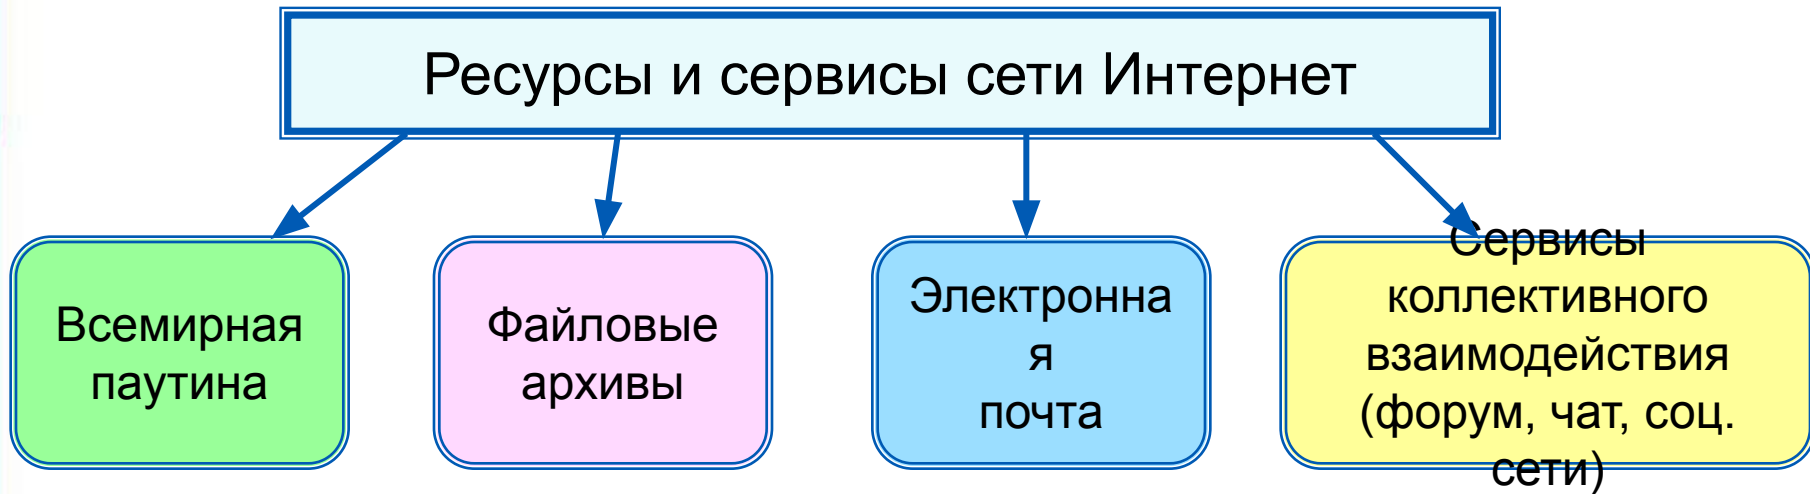 Ресурсы и сервисы сети Интернет
Всемирная
паутина
Файловые
архивы
Электронна
я
почта
Сервисы
коллективного
взаимодействия
(форум, чат, соц.
сети)